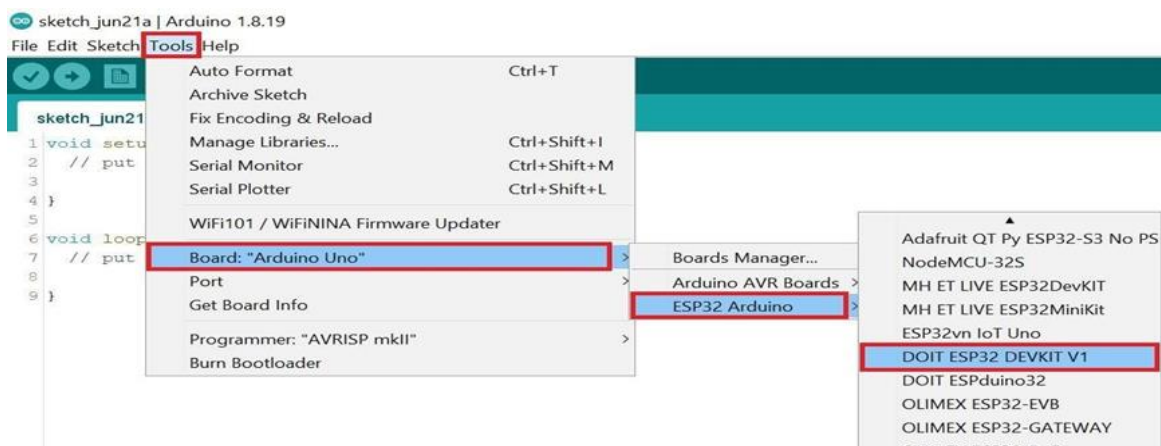 sketch_jun21a | Arduino 1.8.19
File Edit Sketch Tools Help
sketch_jun21
1 void setu
2 // put
3
4 }
5
6 void loop
7 // put
8
9 }
Auto Format Ctrl+T
Archive Sketch
Fix Encoding & Reload
Manage Libraries... Ctrl+Shift+I
Serial Monitor Ctrl+Shift+M
Serial Plotter Ctrl+Shift+L
WiFi101 / WiFiNINA Firmware Updater
Board: "Arduino Uno" >
Port >
Get Board Info
Programmer: "AVRISP mkII" >
Burn Bootloader
Boards Manager...
Arduino AVR Boards >
ESP32 Arduino >
Adafruit QT Py ESP32-S3 No PS
NodeMCU-32S
MH ET LIVE ESP32DevKIT
MH ET LIVE ESP32MiniKit
ESP32vn IoT Uno
DOIT ESP32 DEVKIT V1
DOIT ESPduino32
OLIMEX ESP32-EVB
OLIMEX ESP32-GATEWAY